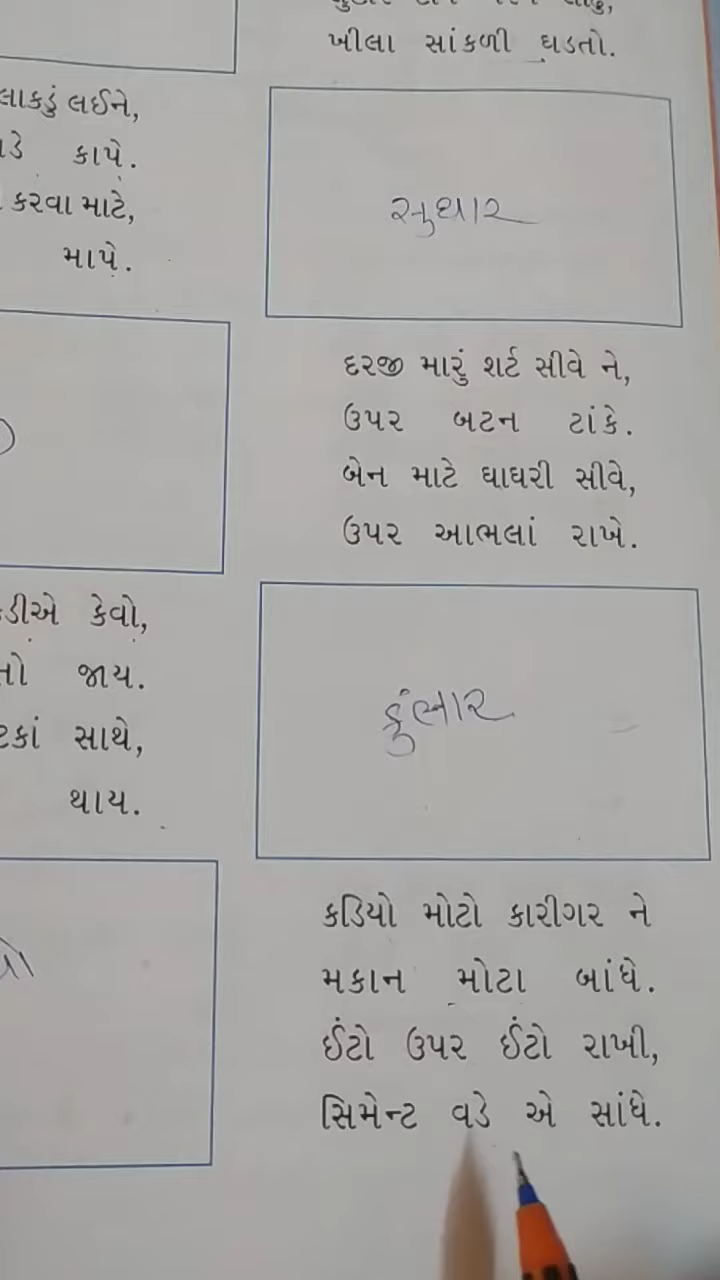 ખીલા સાંકળી ઘડતો.
લાકડું લઈને,
કાપે.
કરવા માટે,
માપે.
સુથાર
દરજી મારું શર્ટ સીવે ને,
ઉપર બટન ટાંકે.
બેન માટે ઘાઘરી સીવે,
ઉપર આભલાં રાખે.
કેવો,
જાય.
સાથે,
થાય.
કુંભાર
કડિયો મોટો કારીગર ને
મકાન મોટા બાંધે.
ઈંટો ઉપર ઈંટો રાખી,
સિમેન્ટ વડે એ સાંધે.